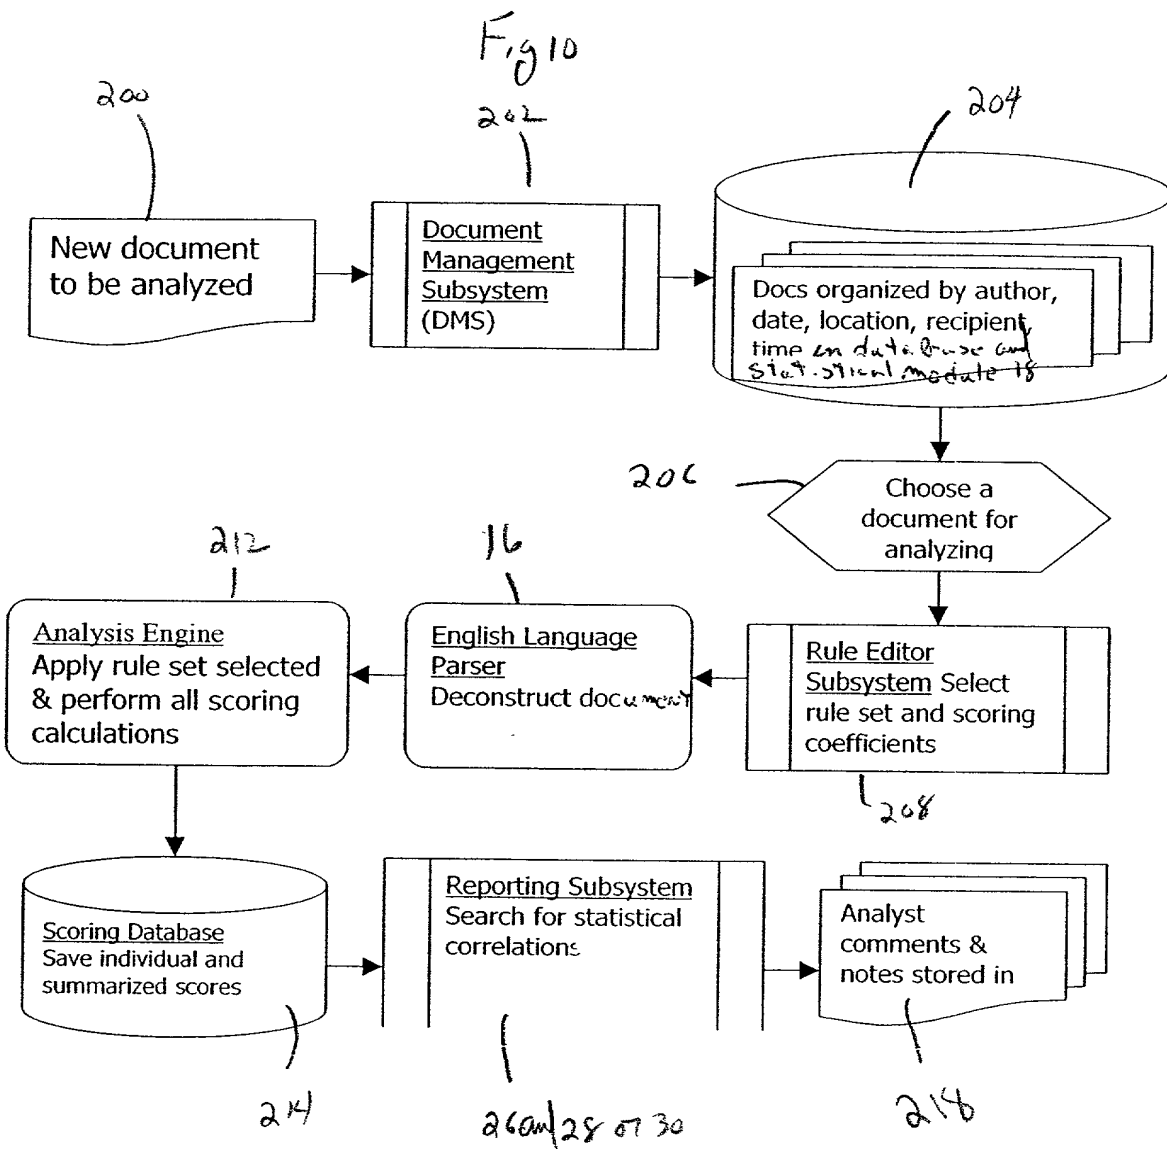 Fig 10
200
202
204
New document
to be analyzed
Document
Management
Subsystem
(DMS)
Docs organized by author,
date, location, recipient,
time in database and
statistical module 18
206
Choose a
document for
analyzing
212
16
Analysis Engine
Apply rule set selected
& perform all scoring
calculations
English Language
Parser
Deconstruct document
Rule Editor
Subsystem Select
rule set and scoring
coefficients
208
Scoring Database
Save individual and
summarized scores
Reporting Subsystem
Search for statistical
correlations
Analyst
comments &
notes stored in
214
26 and/28 or 30
218